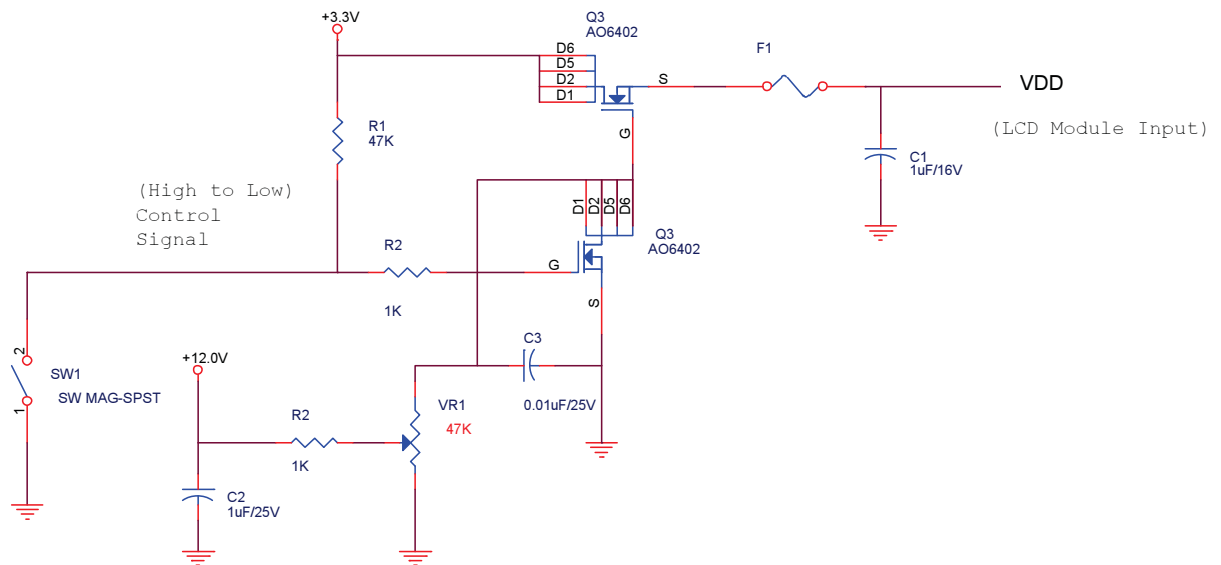 +3.3V
Q3
AO6402
D6
D5
D2
D1
S
G
F1
VDD
(LCD Module Input)
C1
1uF/16V
R1
47K
(High to Low)
Control
Signal
D1
D2
D5
D6
Q3
AO6402
R2
1K
G
S
2
1
SW1
SW MAG-SPST
+12.0V
C3
0.01uF/25V
R2
1K
VR1
47K
C2
1uF/25V